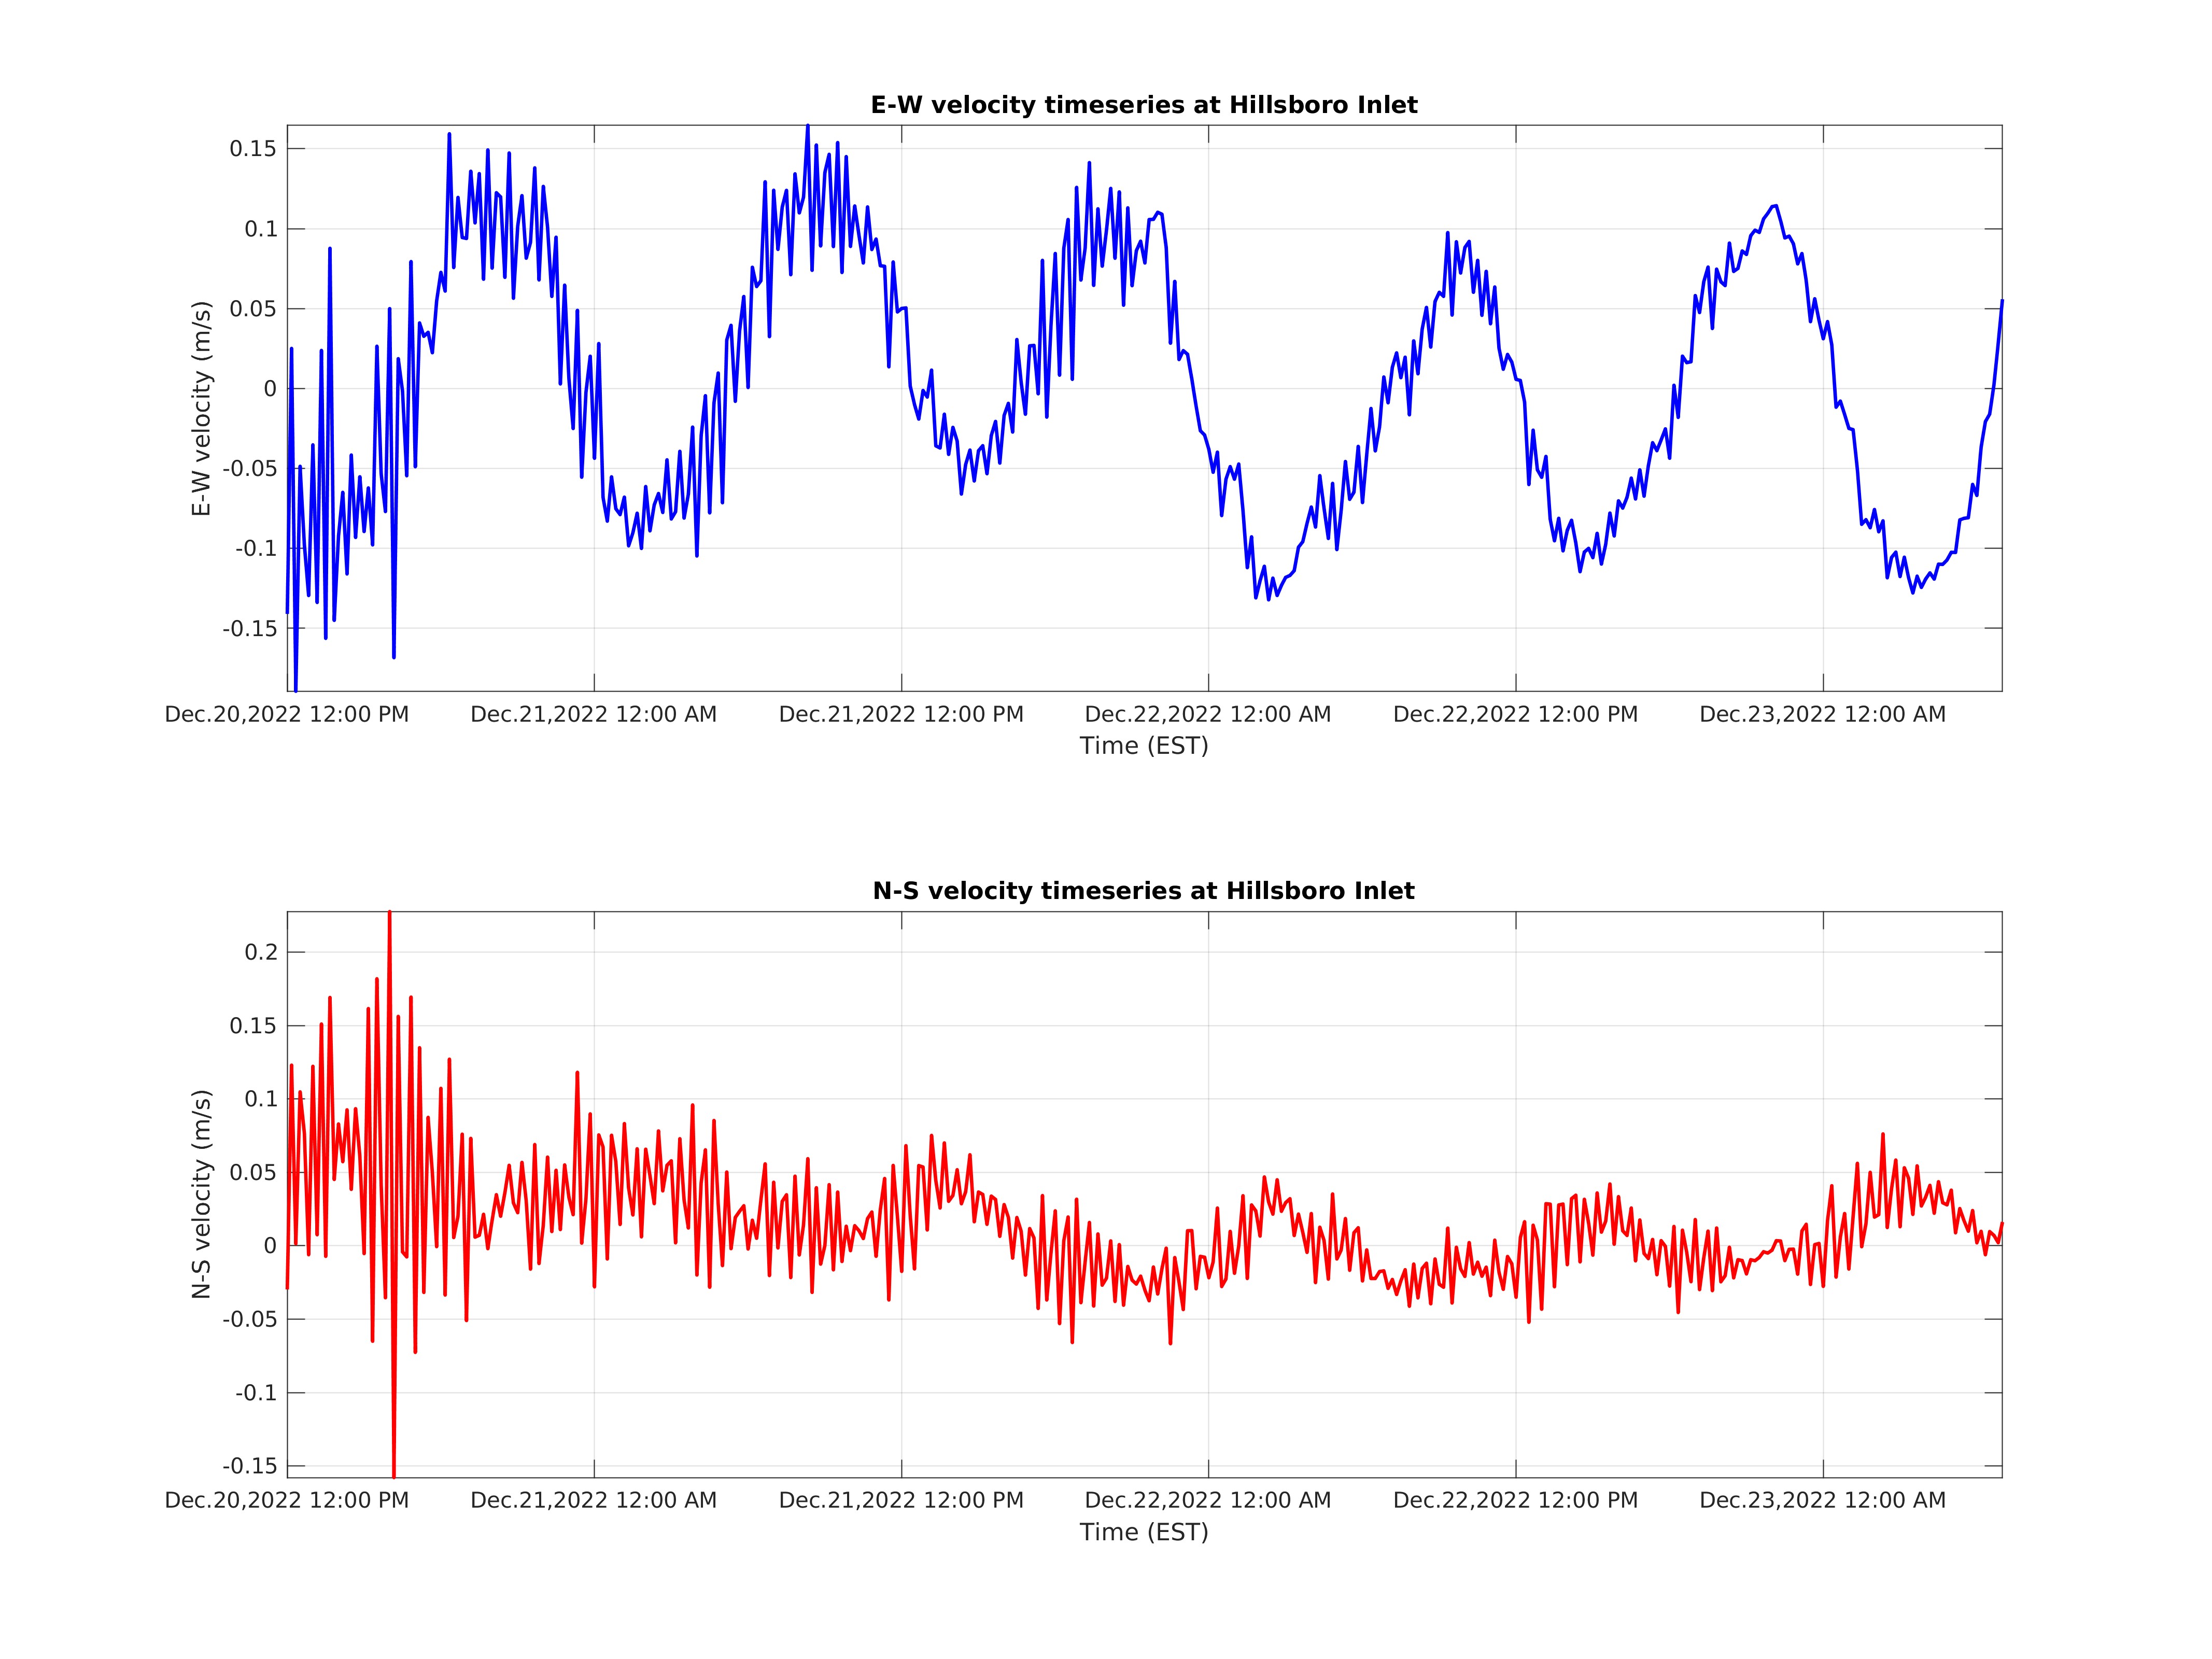 E-W velocity timeseries at Hillsboro Inlet
E-W velocity (m/s)
0.15
0.1
0.05
0
-0.05
-0.1
-0.15
Dec.20,2022 12:00 PM Dec.21,2022 12:00 AM Dec.21,2022 12:00 PM Dec.22,2022 12:00 AM Dec.22,2022 12:00 PM Dec.23,2022 12:00 AM
Time (EST)
N-S velocity timeseries at Hillsboro Inlet
N-S velocity (m/s)
0.2
0.15
0.1
0.05
0
-0.05
-0.1
-0.15
Dec.20,2022 12:00 PM Dec.21,2022 12:00 AM Dec.21,2022 12:00 PM Dec.22,2022 12:00 AM Dec.22,2022 12:00 PM Dec.23,2022 12:00 AM
Time (EST)